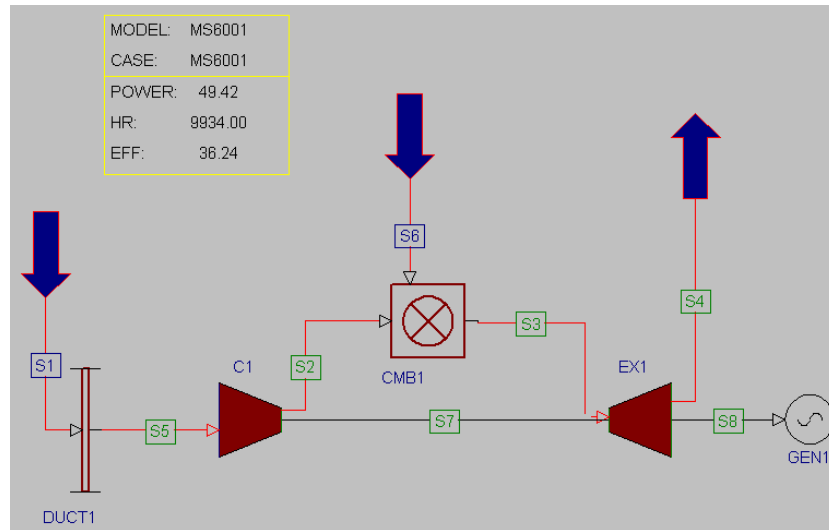 MODEL: MS6001
CASE: MS6001
POWER: 49.42
HR: 9934.00
EFF: 36.24
S6
S4
S1
C1
S2
CMB1
S3
EX1
S5
S7
S8
GEN1
DUCT1